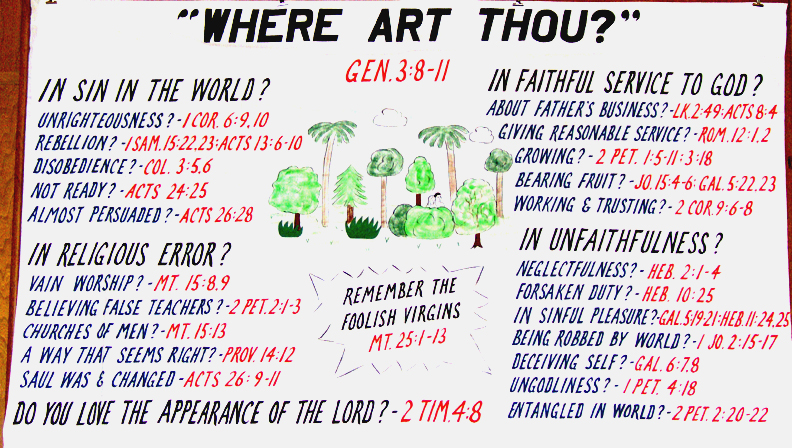 "WHERE ART THOU?"
GEN. 3:8-11
IN SIN IN THE WORLD?
UNRIGHTEOUSNESS? - 1 COR. 6:9,10
REBELLION? - 1 SAM. 15:22,23: ACTS 13:6-10
DISOBEDIENCE? - COL. 3:5,6
NOT READY? - ACTS 24:25
ALMOST PERSUADED? - ACTS 26:28
IN RELIGIOUS ERROR?
VAIN WORSHIP? - MT. 15:8,9
BELIEVING FALSE TEACHERS? - 2 PET. 2:1-3
CHURCHES OF MEN? - MT. 15:13
A WAY THAT SEEMS RIGHT? - PROV. 14:12
SAUL WAS & CHANGED - ACTS 26:9-11
REMEMBER THE
FOOLISH VIRGINS
MT. 25:1-13
IN FAITHFUL SERVICE TO GOD?
ABOUT FATHER'S BUSINESS? - LK. 2:49: ACTS 8:4
GIVING REASONABLE SERVICE? - ROM. 12:1,2
GROWING? - 2 PET. 1:5-11: 3:18
BEARING FRUIT? - JO. 15:4-6: GAL. 5:22,23
WORKING & TRUSTING? - 2 COR. 9:6-8
IN UNFAITHFULNESS?
NEGLECTFULNESS? - HEB. 2:1-4
FORSAKEN DUTY? - HEB. 10:25
IN SINFUL PLEASURE? - GAL. 5:19-21: HEB. 11:24,25
BEING ROBBED BY WORLD? - 1 JO. 2:15-17
DECEIVING SELF? - GAL. 6:7,8
UNGODLINESS? - 1 PET. 4:18
ENTANGLED IN WORLD? - 2 PET. 2:20-22
DO YOU LOVE THE APPEARANCE OF THE LORD? - 2 TIM. 4:8